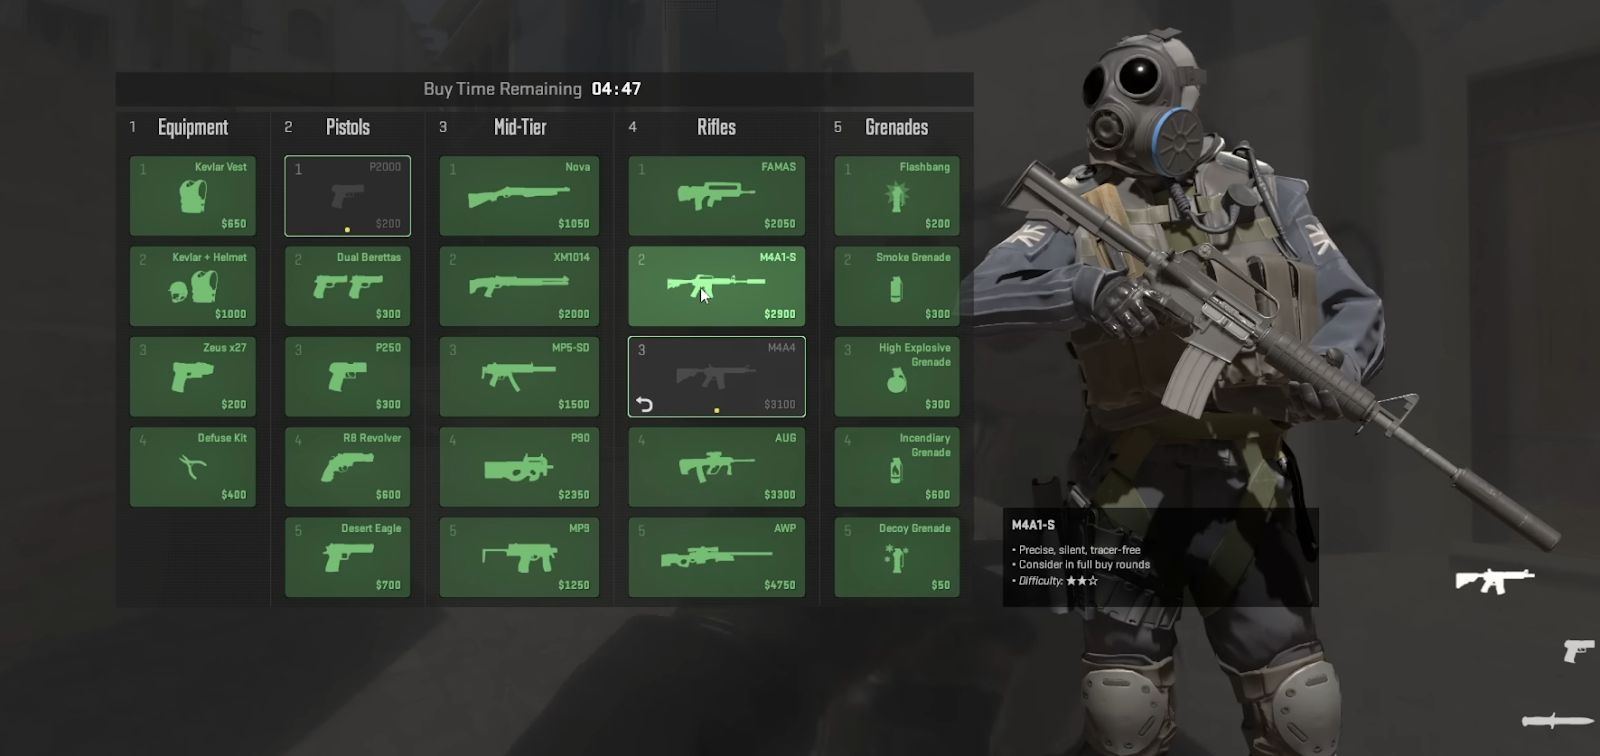 Buy Time Remaining 04:47
1 Equipment
1 Kevlar Vest
$650
2 Kevlar + Helmet
$1000
3 Zeus x27
$200
4 Defuse Kit
$400
2 Pistols
1 P2000
$200
2 Dual Berettas
$300
3 P250
$300
4 R8 Revolver
$600
5 Desert Eagle
$700
3 Mid-Tier
1 Nova
$1050
2 XM1014
$2000
3 MP5-SD
$1500
4 P90
$2350
5 MP9
$1250
4 Rifles
1 FAMAS
$2050
2 M4A1-S
$2900
3 M4A4
$3100
4 AUG
$3300
5 AWP
$4750
5 Grenades
1 Flashbang
$200
2 Smoke Grenade
$300
3 High Explosive
Grenade
$300
4 Incendiary
Grenade
$600
5 Decoy Grenade
$50
M4A1-S
• Precise, silent, tracer-free
• Consider in full buy rounds
• Difficulty: ★★☆